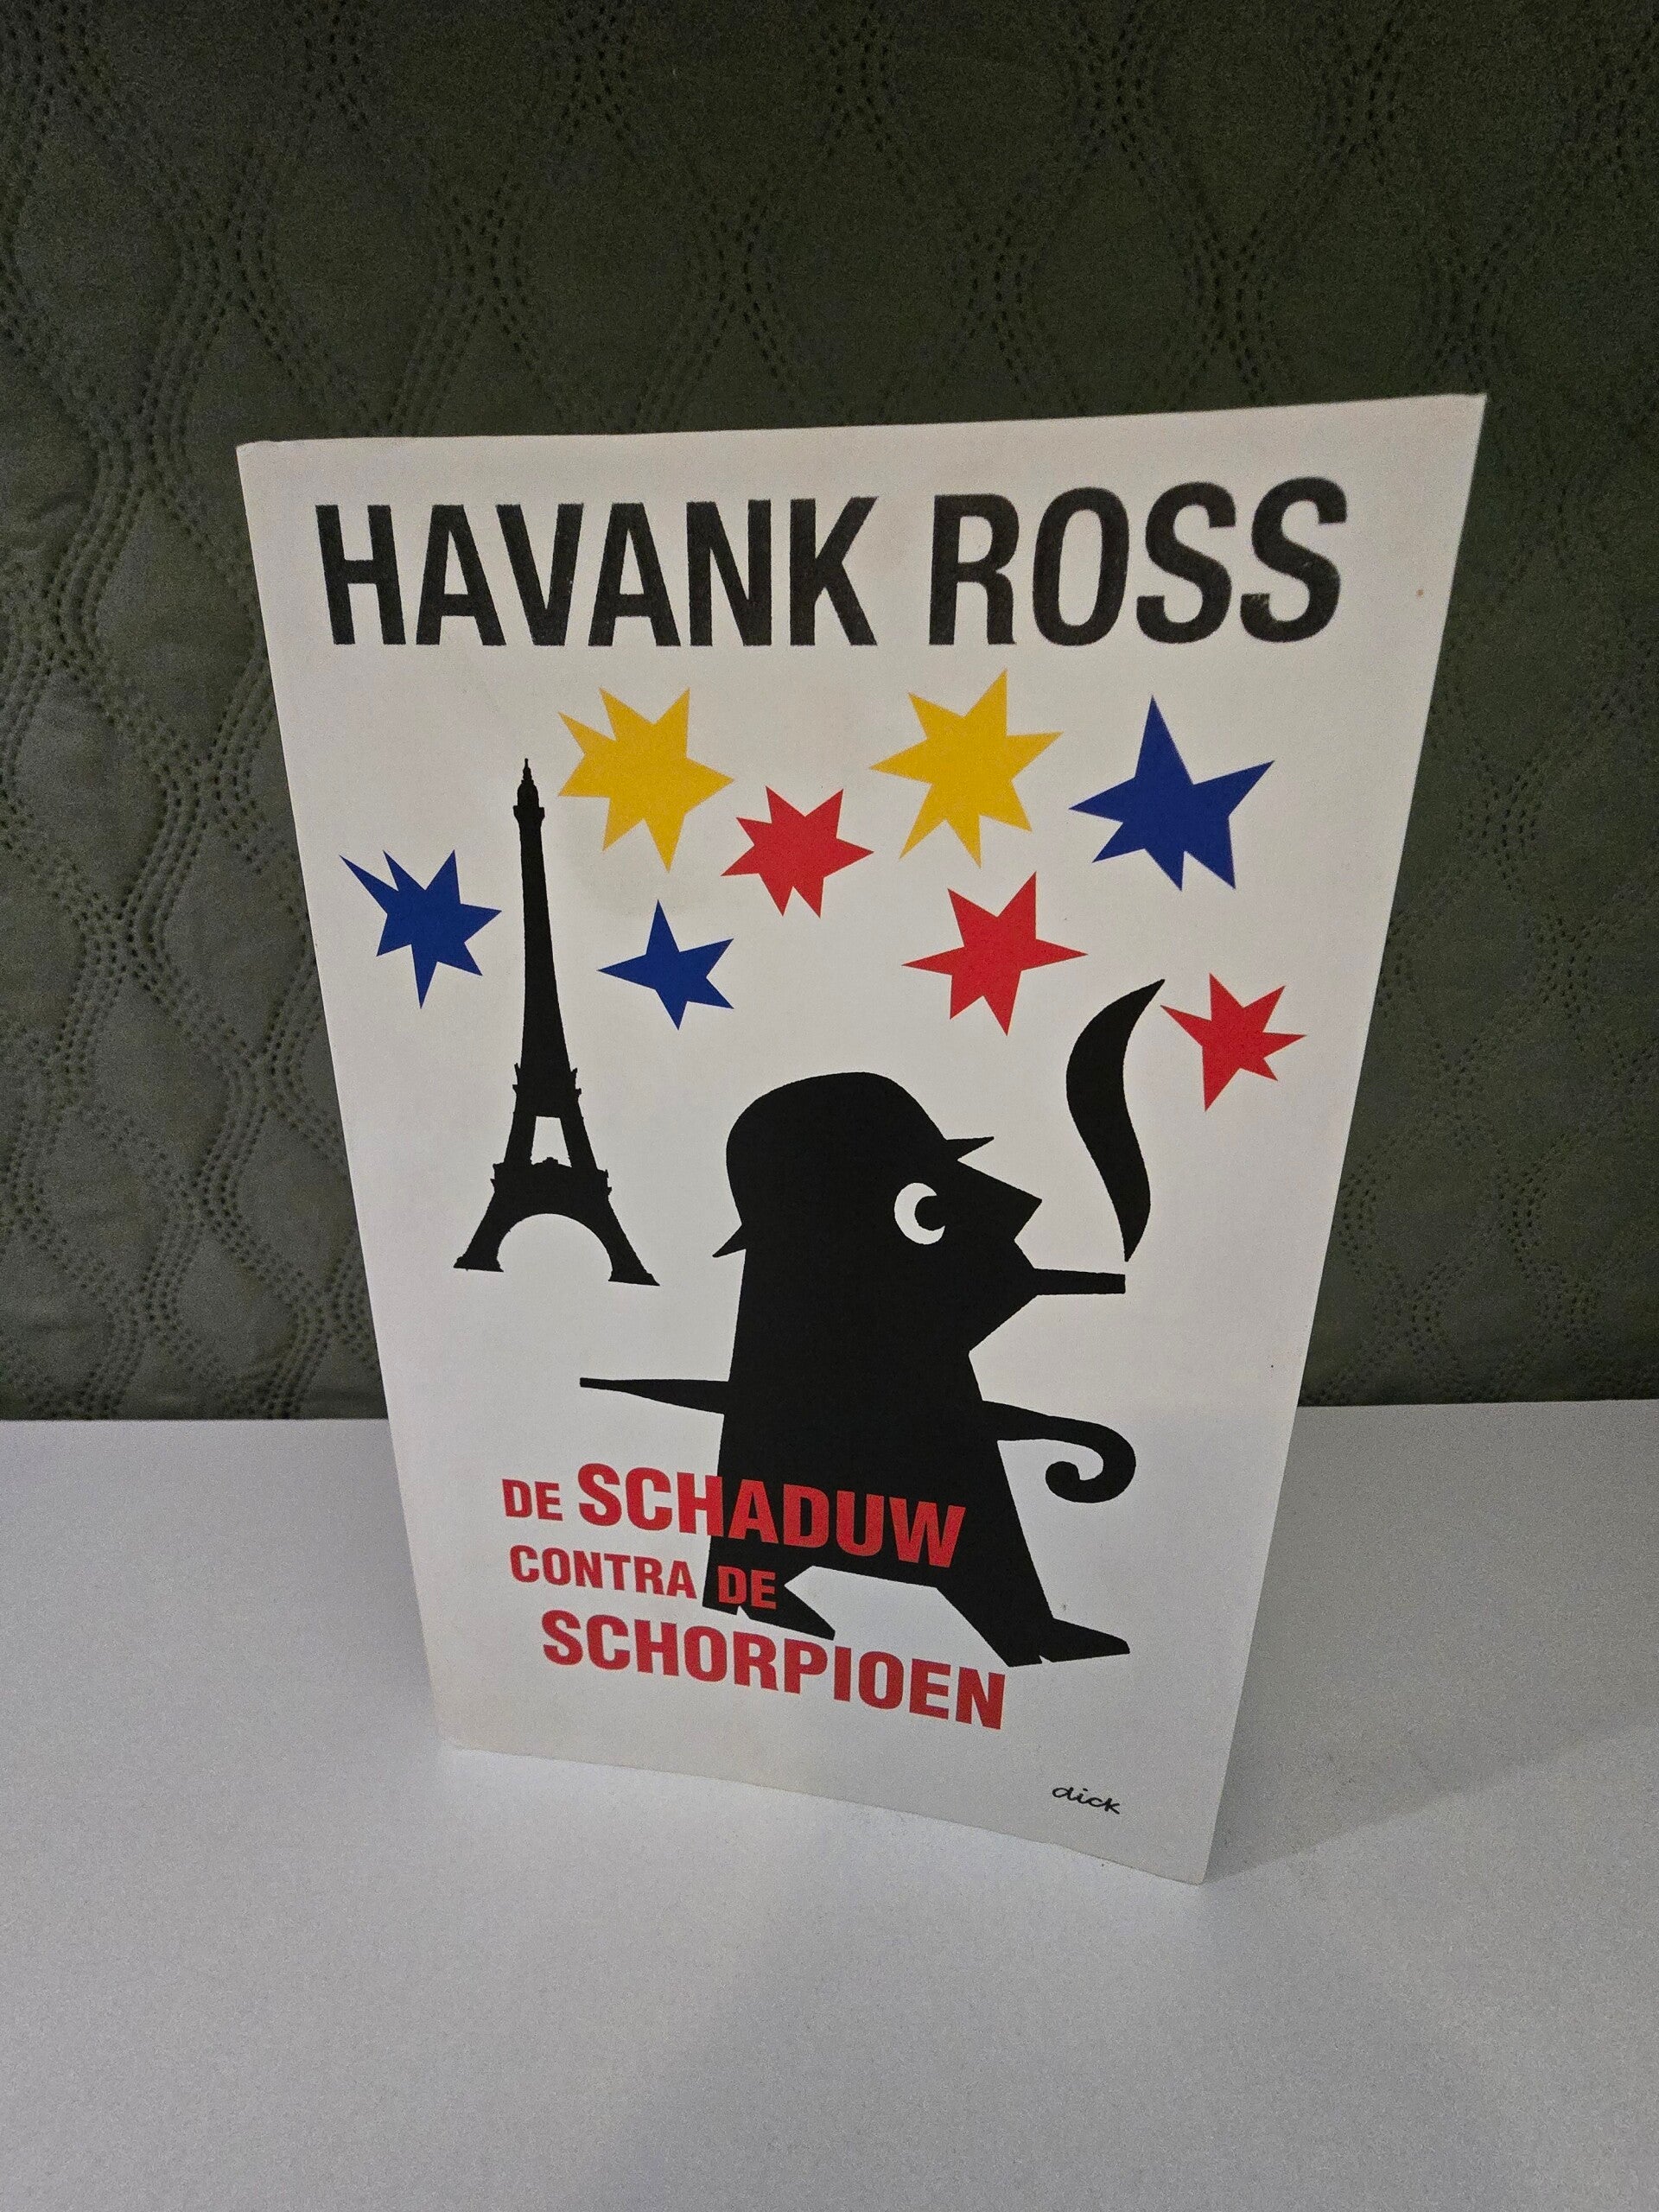 HAVANK ROSS
DE SCHADUW
CONTRA DE
SCHORPIOEN
dick